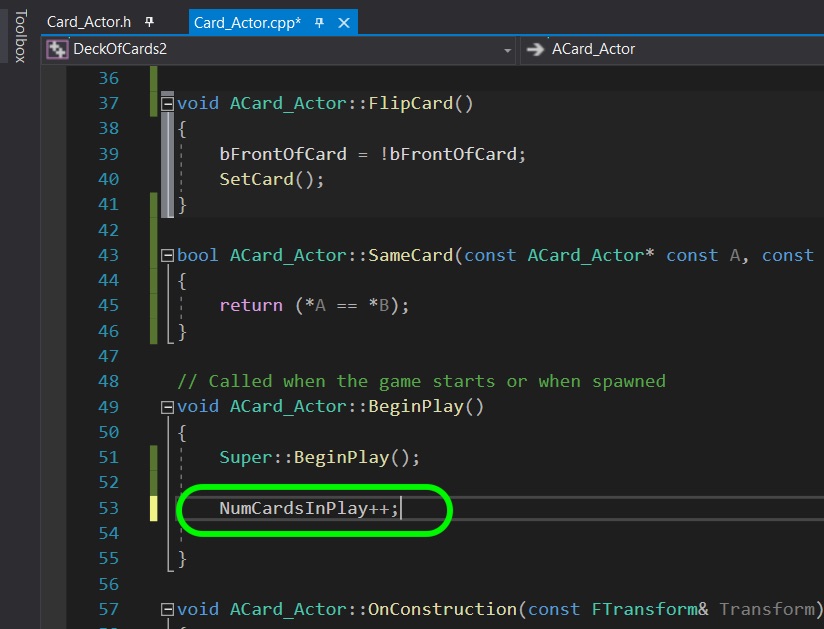 Toolbox
Card_Actor.h
Card_Actor.cpp*
DeckOfCards2
ACard_Actor
36
37 void ACard_Actor::FlipCard()
38 {
39 bFrontOfCard = !bFrontOfCard;
40 SetCard();
41 }
42
43 bool ACard_Actor::SameCard(const ACard_Actor* const A, const
44 {
45 return (*A == *B);
46 }
47
48 // Called when the game starts or when spawned
49 void ACard_Actor::BeginPlay()
50 {
51 Super::BeginPlay();
52
53 NumCardsInPlay++;
54
55 }
56
57 void ACard_Actor::OnConstruction(const FTransform& Transform)